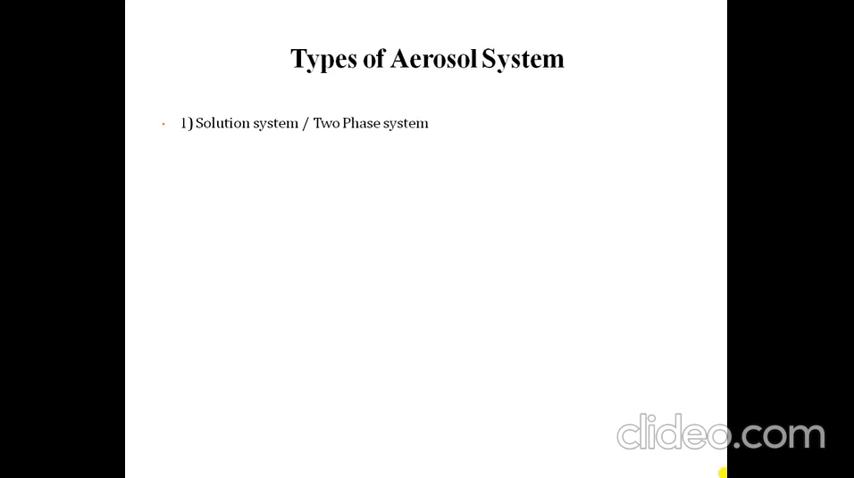 Types of Aerosol System
• 1) Solution system / Two Phase system
clideo.com